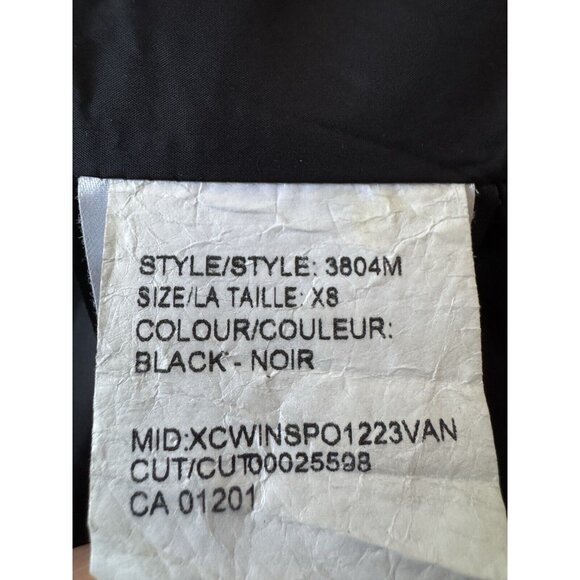 STYLE/STYLE: 3804M
SIZE/LA TAILLE: XS
COLOUR/COULEUR:
BLACK - NOIR
MID:XCWINSPO1223VAN
CUT/CUT00025598
CA 01201